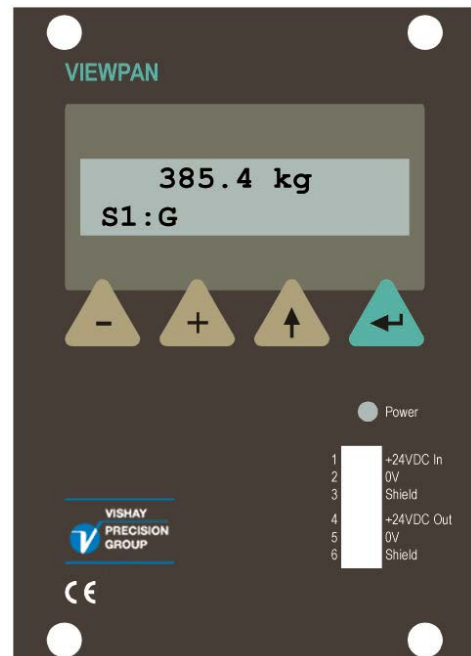 VIEWPAN
385.4 kg
S1:G
- +
Power
1 +24VDC In
2 0V
3 Shield
4 +24VDC Out
5 0V
6 Shield
VISHAY
PRECISION
GROUP
CE